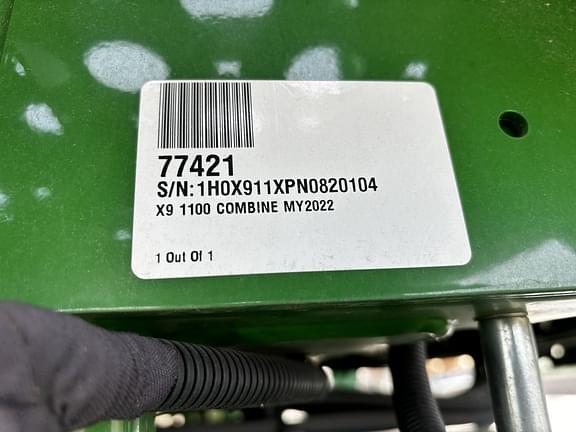 77421
S/N:1H0X911XPN0820104
X9 1100 COMBINE MY2022
1 Out Of 1